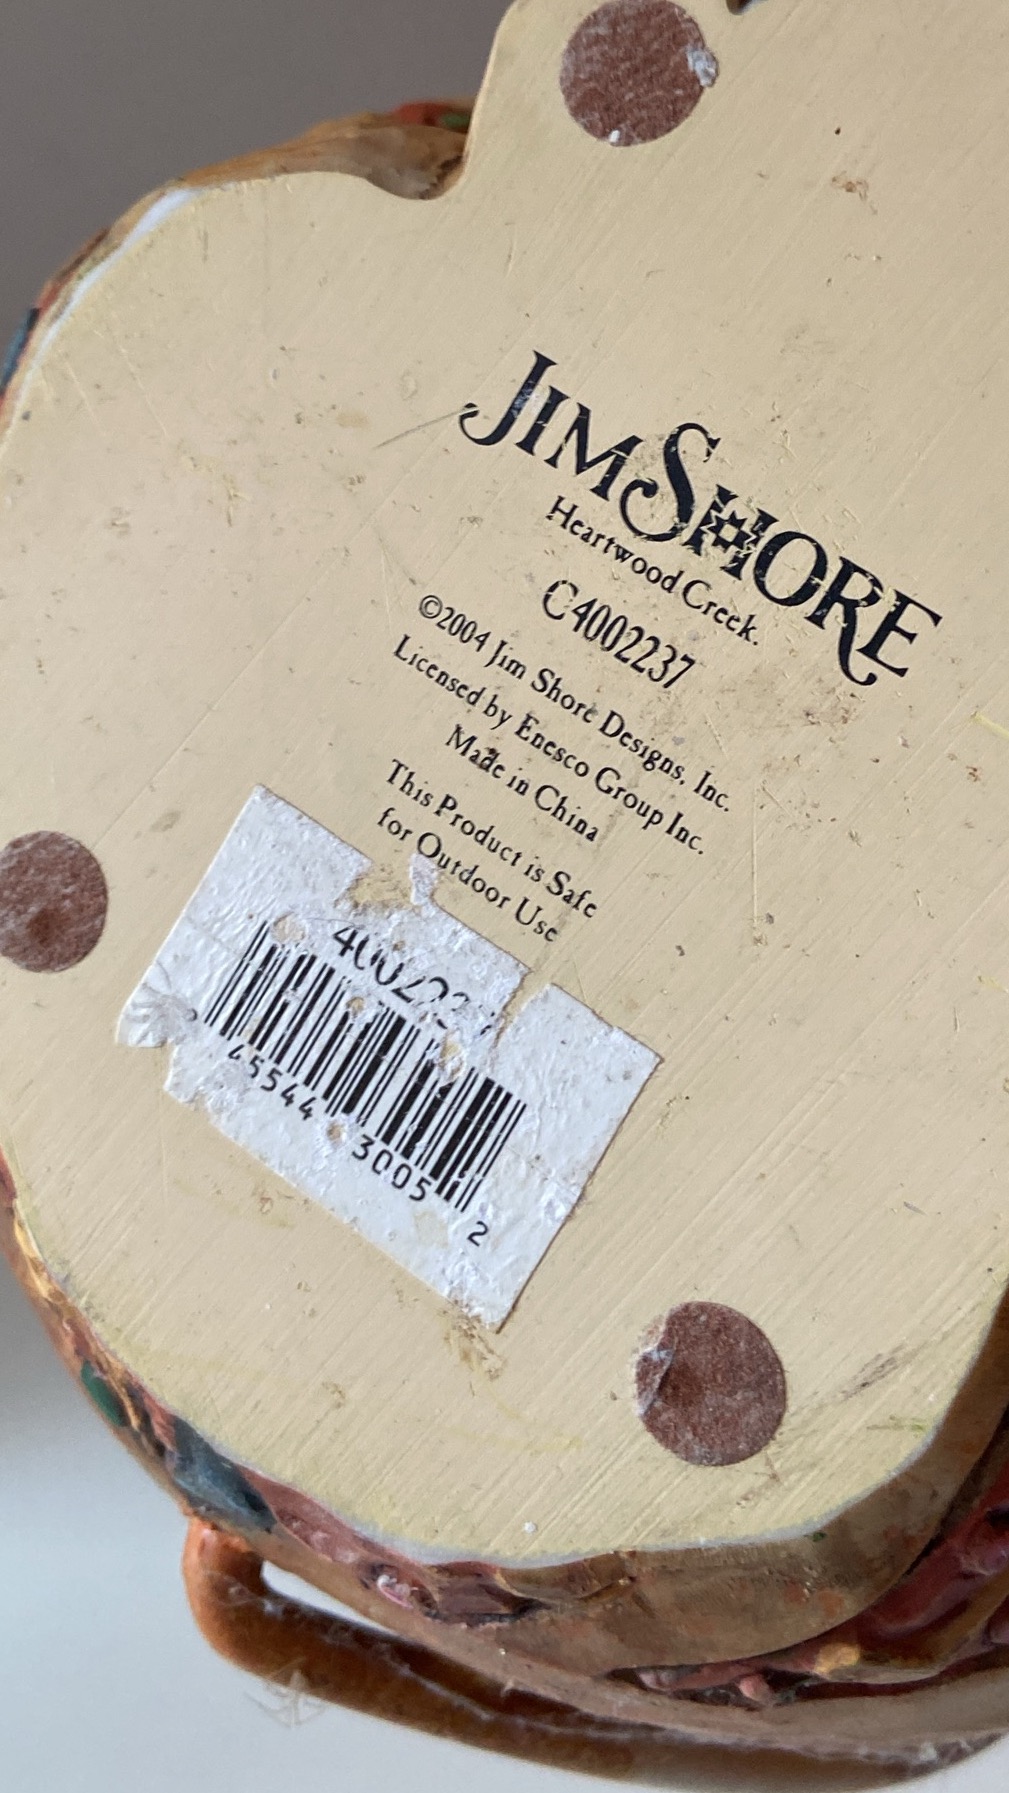 JIM SHORE
Heartwood Creek.
C4002237
©2004 Jim Shore Designs, Inc.
Licensed by Enesco Group Inc.
Made in China
This Product is Safe
for Outdoor Use
4002237
45544 3005 2